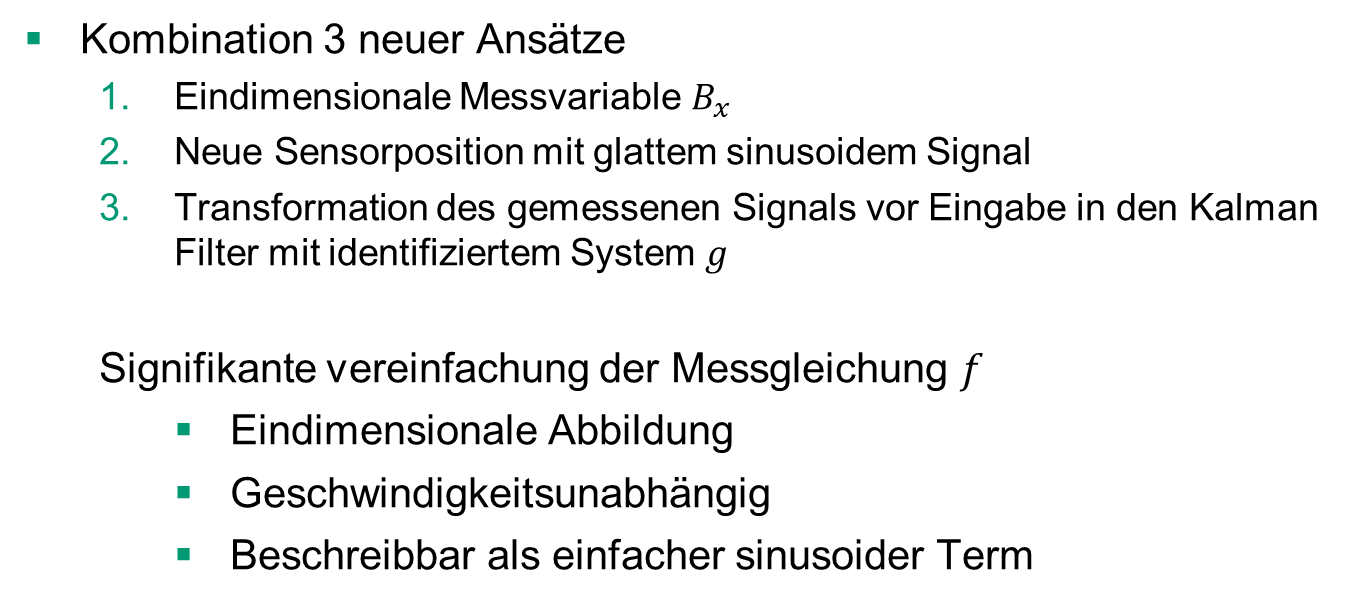 ▪ Kombination 3 neuer Ansätze
1. Eindimensionale Messvariable $B_x$
2. Neue Sensorposition mit glattem sinusoidem Signal
3. Transformation des gemessenen Signals vor Eingabe in den Kalman
Filter mit identifiziertem System $g$
Signifikante vereinfachung der Messgleichung $f$
▪ Eindimensionale Abbildung
▪ Geschwindigkeitsunabhängig
▪ Beschreibbar als einfacher sinusoider Term